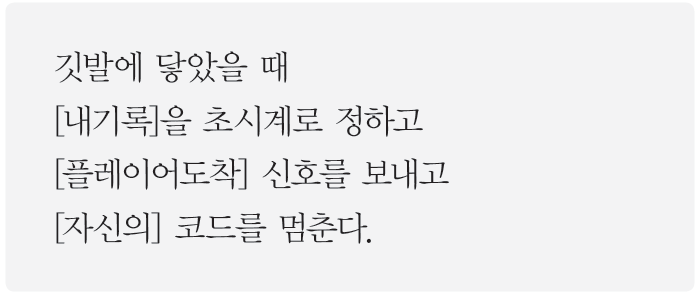 깃발에 닿았을 때
[내기록]을 초시계로 정하고
[플레이어도착] 신호를 보내고
[자신의] 코드를 멈춘다.